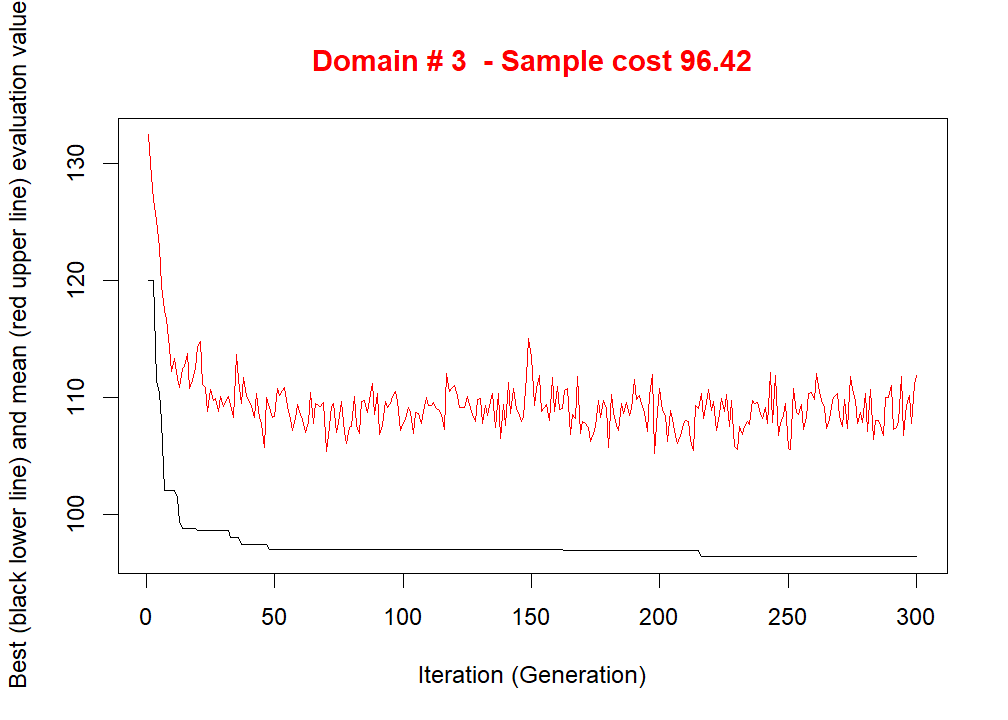 Domain # 3  - Sample cost 96.42
Best (black lower line) and mean (red upper line) evaluation value
130
120
110
100
0 50 100 150 200 250 300
Iteration (Generation)